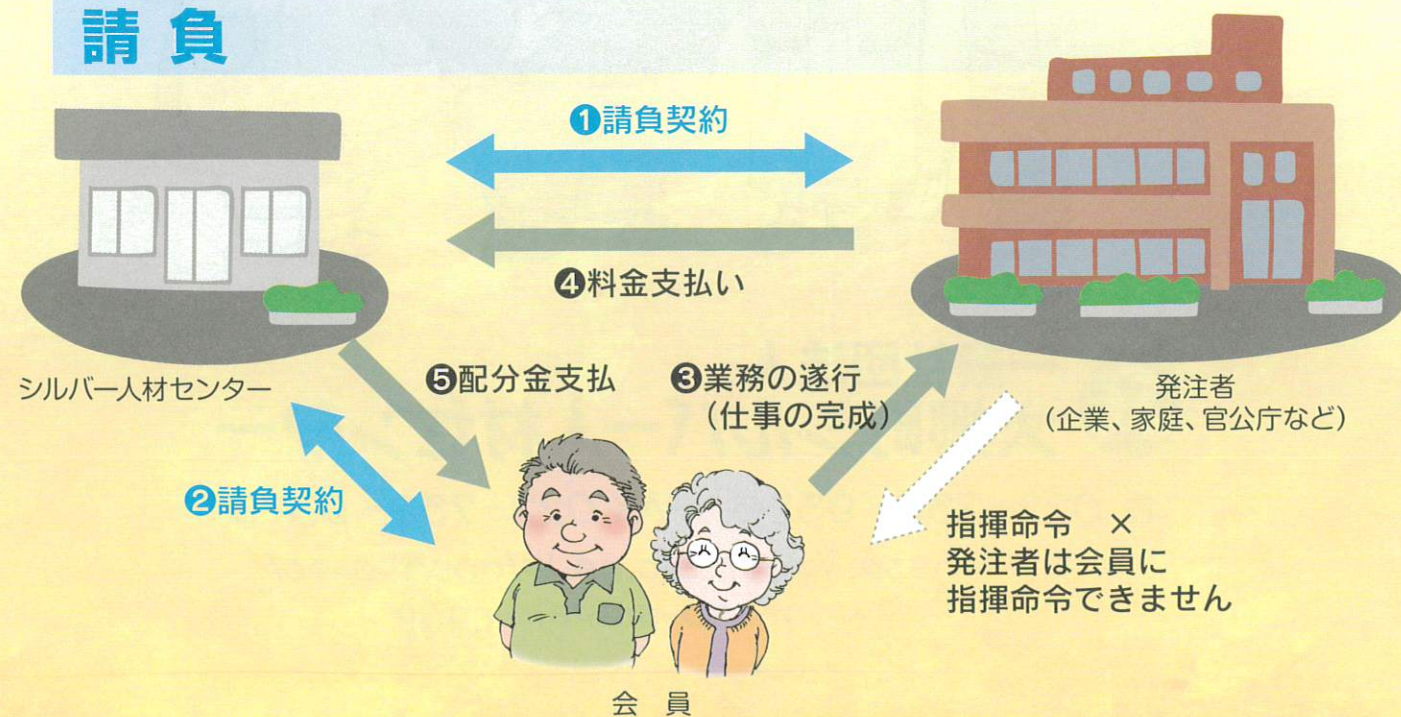 請負
❶請負契約
❹料金支払い
シルバー人材センター
❺配分金支払
❸業務の遂行
（仕事の完成）
発注者
（企業、家庭、官公庁など）
❷請負契約
指揮命令　×
発注者は会員に
指揮命令できません
会　員